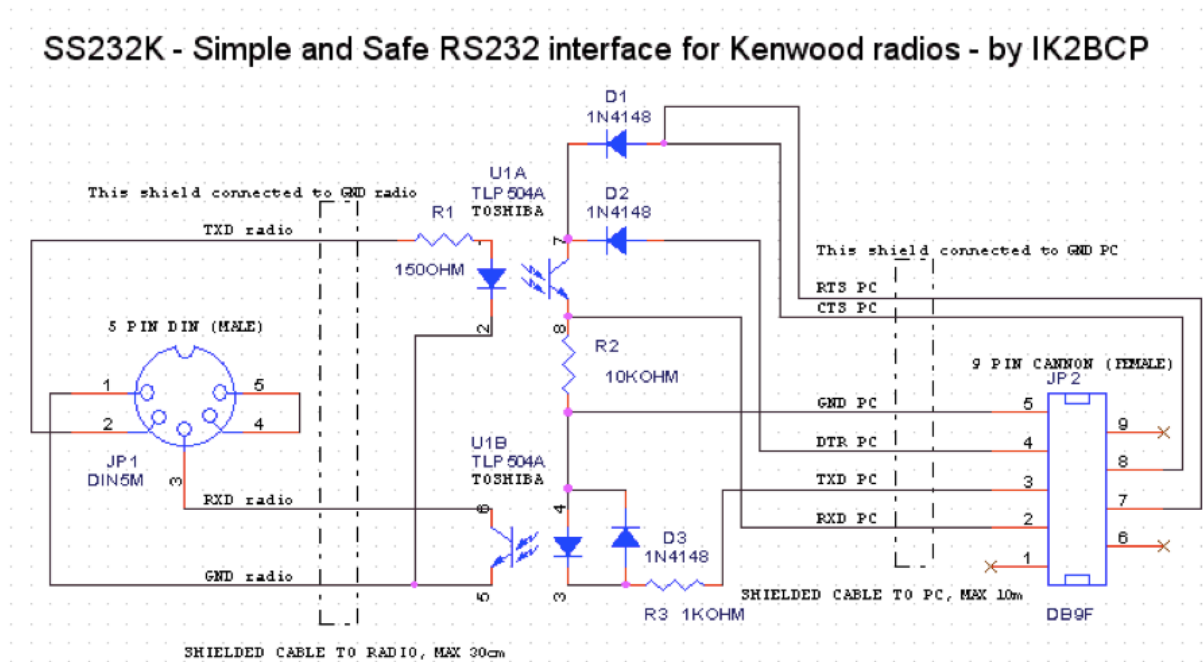 SS232K - Simple and Safe RS232 interface for Kenwood radios - by IK2BCP
D1
1N4148
U1A
TLP504A
TOSHIBA
D2
1N4148
This shield connected to GND radio
R1
TXD radio
150OHM
1
7
2
8
This shield connected to GND PC
RTS PC
CTS PC
5 PIN DIN (MALE)
1
5
2
4
3
JP1
DIN5M
R2
10KOHM
9 PIN CANNON (FEMALE)
JP2
GND PC
5
9
DTR PC
4
8
TXD PC
3
7
RXD PC
2
6
1
U1B
TLP504A
TOSHIBA
RXD radio
6
4
D3
1N4148
GND radio
5
3
R3 1KOHM
SHIELDED CABLE TO PC, MAX 10m
DB9F
SHIELDED CABLE TO RADIO, MAX 30cm